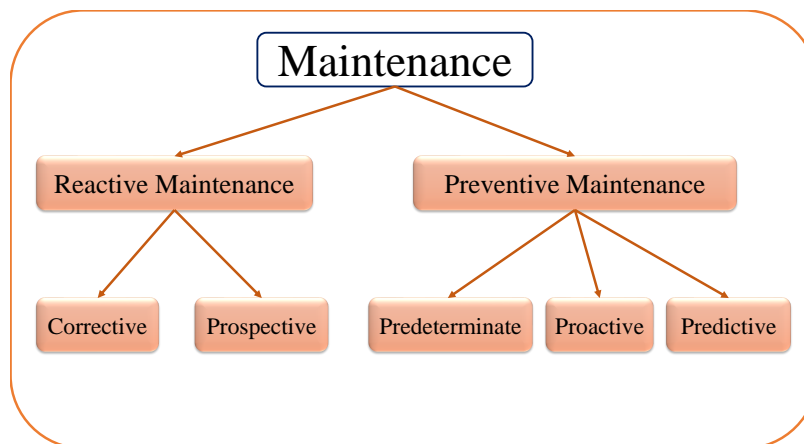 Maintenance
Reactive Maintenance
Preventive Maintenance
Corrective
Prospective
Predeterminate
Proactive
Predictive